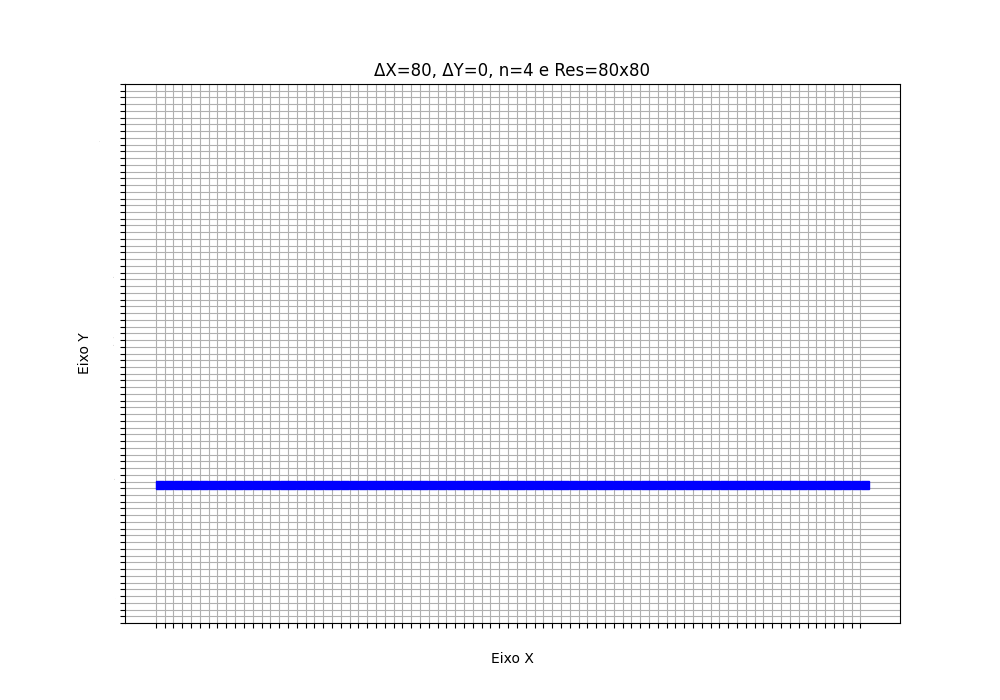 ΔX=80, ΔY=0, n=4 e Res=80x80
Eixo Y
Eixo X